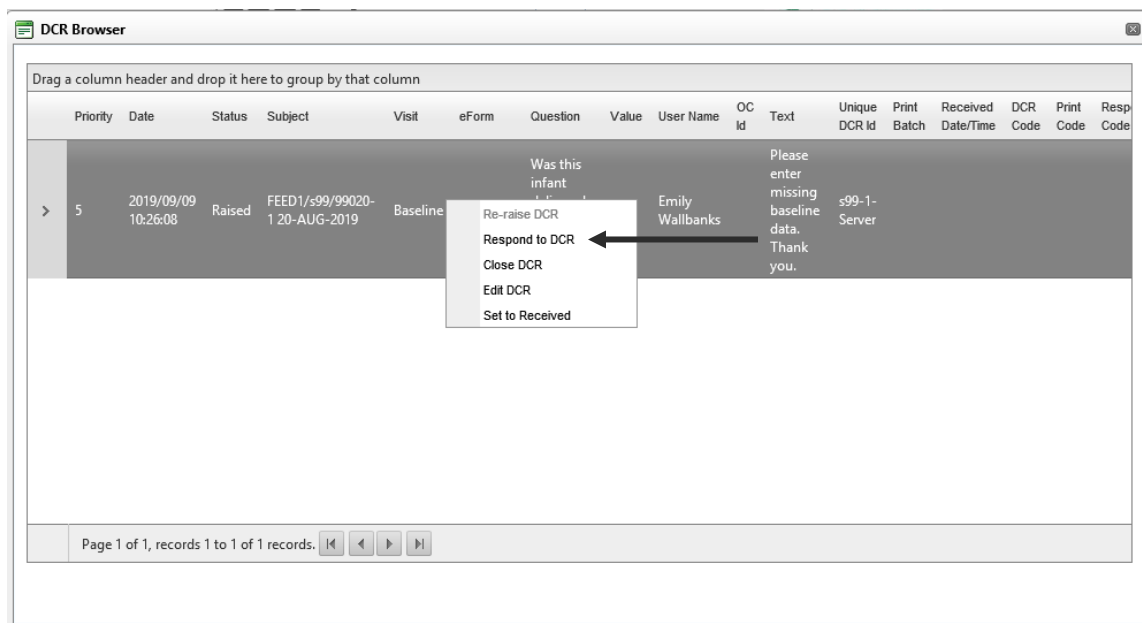 DCR Browser
Drag a column header and drop it here to group by that column
Priority Date Status Subject Visit eForm Question Value User Name OC Id Text Unique DCR Id Print Batch Received Date/Time DCR Code Print Code Resp Code
5
2019/09/09
10:26:08
Raised
FEED1/s99/99020-
1 20-AUG-2019
Baseline
Was this
infant
Emily
Wallbanks
Please
enter
missing
baseline
data.
Thank
you.
s99-1-
Server
Re-raise DCR
Respond to DCR
Close DCR
Edit DCR
Set to Received
Page 1 of 1, records 1 to 1 of 1 records.